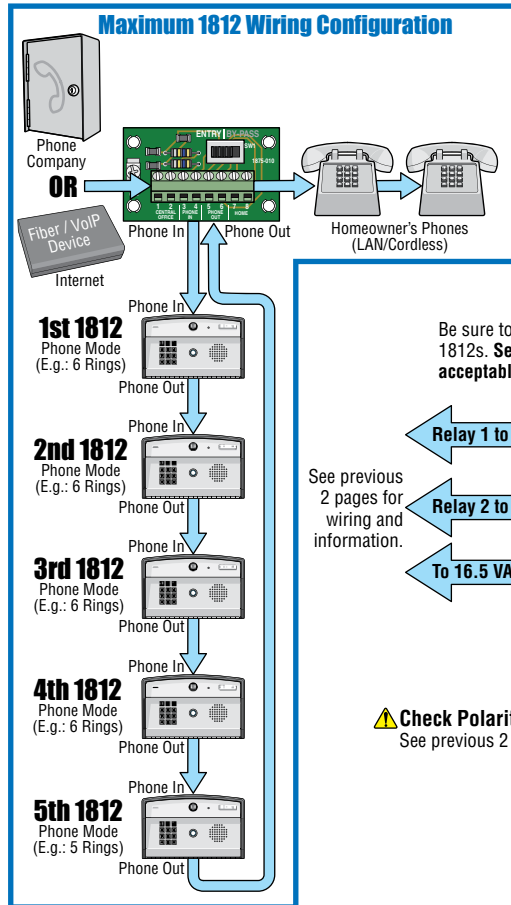 Maximum 1812 Wiring Configuration
Phone
Company
OR
Fiber / VoIP
Device
Internet
ENTRY BY-PASS
SW1
1875-010
1 2 3 4 5 6 7 8
CENTRAL
OFFICE
PHONE
IN
PHONE
OUT
HOME
Phone In
Phone Out
Homeowner's Phones
(LAN/Cordless)
Phone In
1st 1812
Phone Mode
(E.g.: 6 Rings)
Phone Out
Phone In
2nd 1812
Phone Mode
(E.g.: 6 Rings)
Phone Out
Phone In
3rd 1812
Phone Mode
(E.g.: 6 Rings)
Phone Out
Phone In
4th 1812
Phone Mode
(E.g.: 6 Rings)
Phone Out
Phone In
5th 1812
Phone Mode
(E.g.: 5 Rings)
Phone Out
Be sure to
1812s. Se
acceptabl
Relay 1 to
See previous
2 pages for
wiring and
information.
Relay 2 to
To 16.5 VA
Check Polari
See previous 2